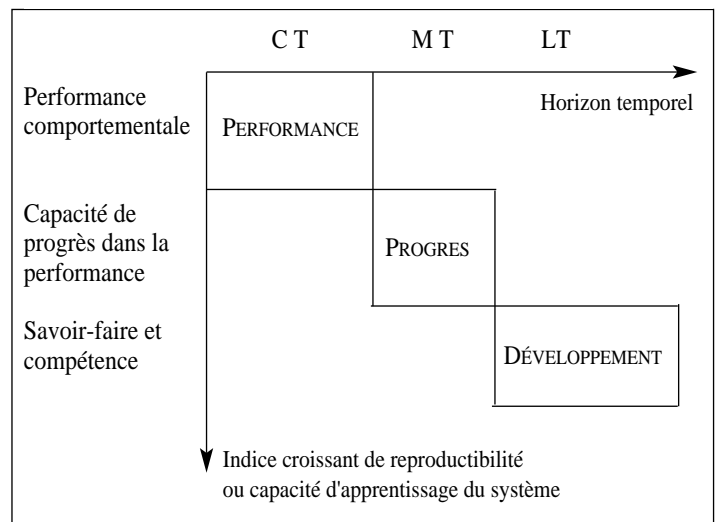 C T M T LT
Horizon temporel
Performance
comportementale
PERFORMANCE
Capacité de
progrès dans la
performance
PROGRES
Savoir-faire et
compétence
DÉVELOPPEMENT
Indice croissant de reproductibilité
ou capacité d'apprentissage du système